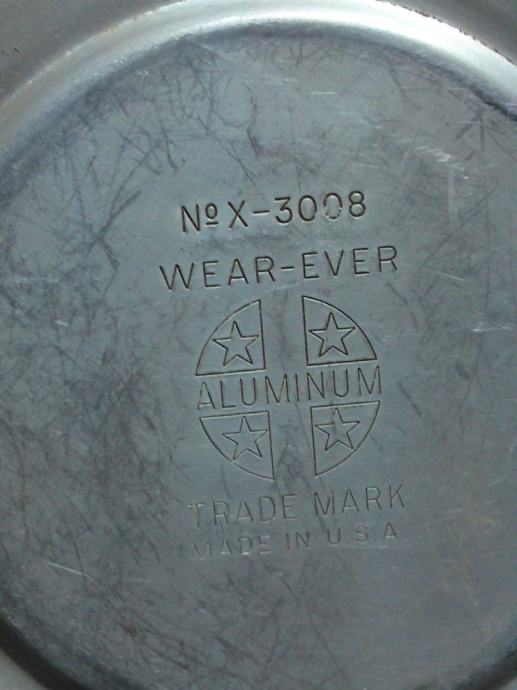 Nº X-3008
WEAR-EVER
ALUMINUM
TRADE MARK
MADE IN U.S.A.